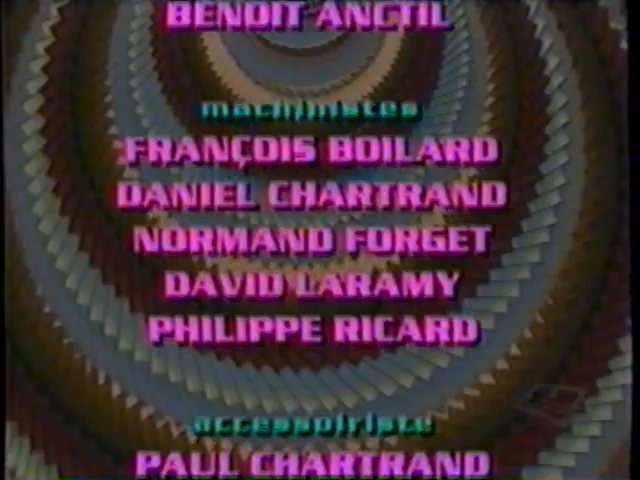 BENOIT ANCTIL
machinistes
FRANÇOIS BOILARD
DANIEL CHARTRAND
NORMAND FORGET
DAVID LARAMY
PHILIPPE RICARD
accessoiriste
PAUL CHARTRAND